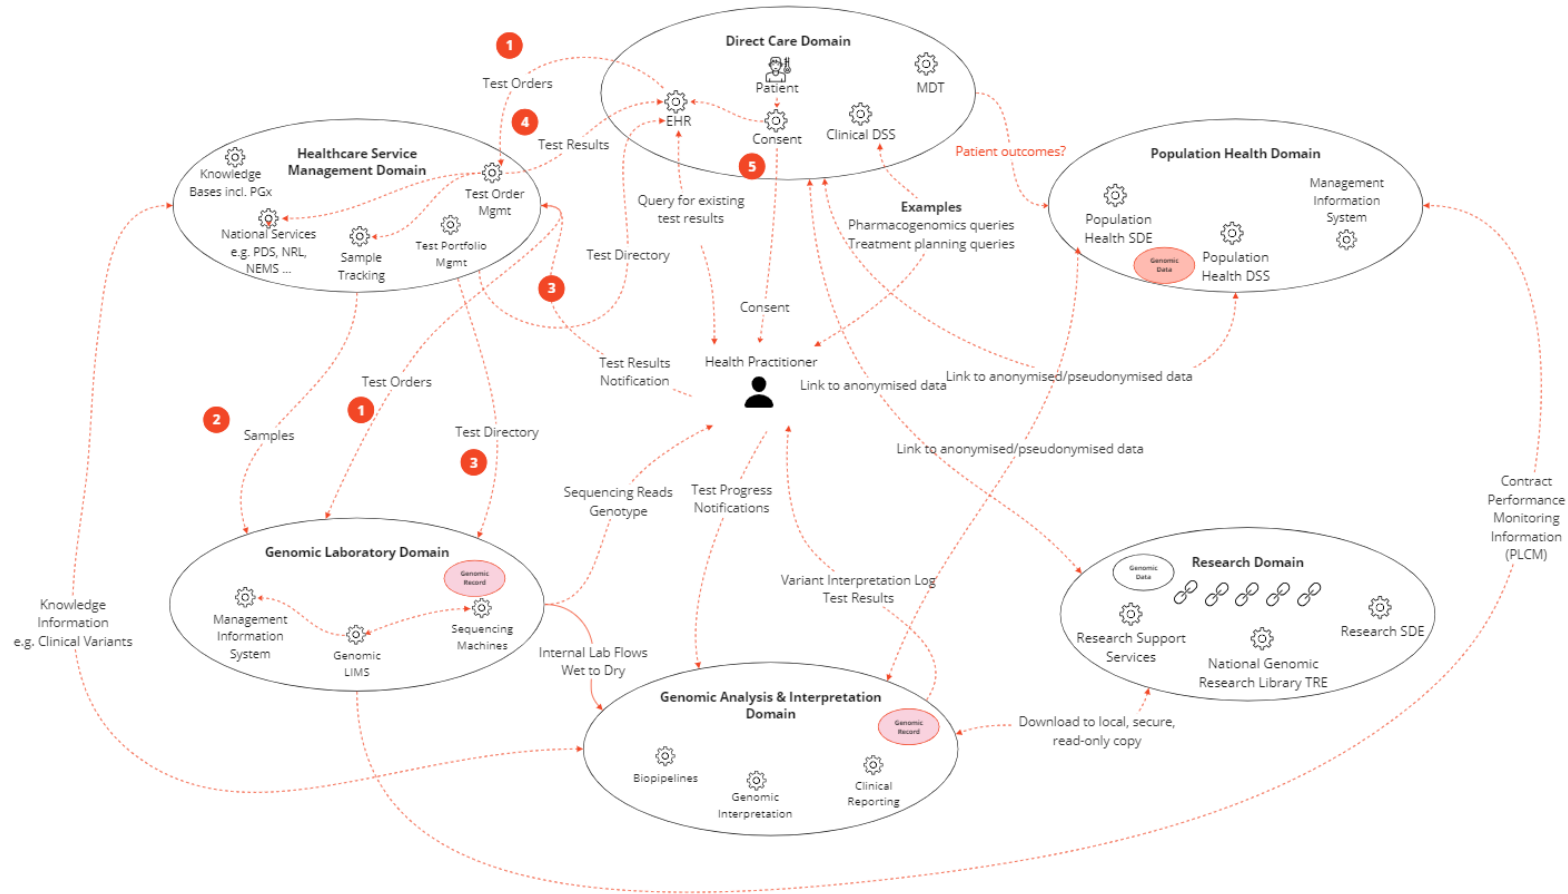 Direct Care Domain
Patient
MDT
EHR
Consent
Clinical DSS
1
Test Orders
4
Test Results
5
Healthcare Service
Management Domain
Knowledge
Bases incl. PGx
Test Order
Mgmt
National Services
e.g. PDS, NRL,
NEMS ...
Sample
Tracking
Test Portfolio
Mgmt
Patient outcomes?
Population Health Domain
Population
Health SDE
Management
Information
System
Population
Health DSS
Genomic
Data
Query for existing
test results
Examples
Pharmacogenomics queries
Treatment planning queries
Test Directory
3
Consent
Test Results
Notification
Health Practitioner
Link to anonymised data
Link to anonymised/pseudonymised data
Test Orders
1
2
Samples
Test Directory
3
Link to anonymised/pseudonymised data
Sequencing Reads
Genotype
Test Progress
Notifications
Contract
Performance
Monitoring
Information
(PLCM)
Genomic Laboratory Domain
Genomic
Record
Management
Information
System
Genomic
LIMS
Sequencing
Machines
Knowledge
Information
e.g. Clinical Variants
Variant Interpretation Log
Test Results
Research Domain
Genomic
Data
Research Support
Services
National Genomic
Research Library TRE
Research SDE
Internal Lab Flows
Wet to Dry
Genomic Analysis & Interpretation
Domain
Genomic
Record
Biopipelines
Genomic
Interpretation
Clinical
Reporting
Download to local, secure,
read-only copy